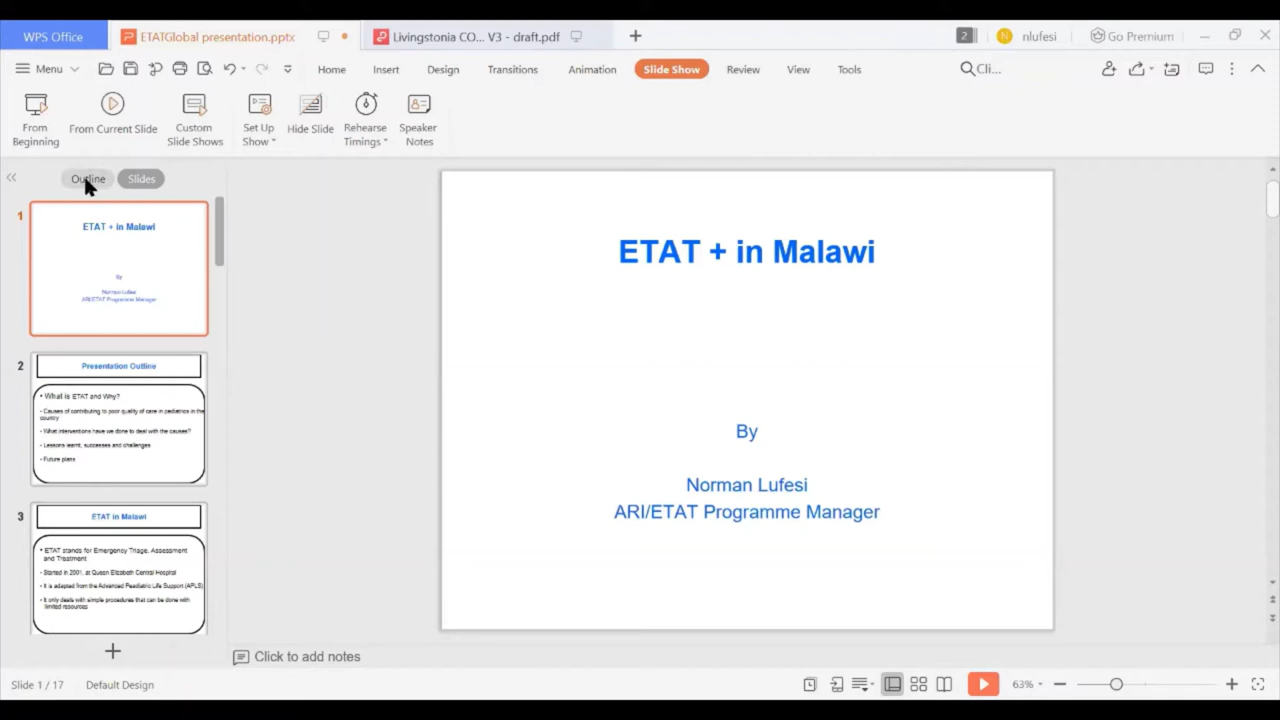 WPS Office
ETATGlobal presentation.pptx
Livingstonia CO... V3 - draft.pdf
2
N
nlufesi
Go Premium
Menu
Home
Insert
Design
Transitions
Animation
Slide Show
Review
View
Tools
Cli...
From Beginning
From Current Slide
Custom Slide Shows
Set Up Show
Hide Slide
Rehearse Timings
Speaker Notes
Outline
Slides
1
ETAT + in Malawi
By
Norman Lufesi
ARI/ETAT Programme Manager
2
Presentation Outline
• What is ETAT and Why?
- Causes of contributing to poor quality of care in pediatrics in the
country
- What interventions have we done to deal with the causes?
- Lessons learnt, successes and challenges
- Future plans
3
ETAT in Malawi
• ETAT stands for Emergency Triage, Assessment
and Treatment
- Started in 2001, at Queen Elizabeth Central Hospital
- It is adapted from the Advanced Peadiatric Life Support (APLS)
- It only deals with simple procedures that can be done with
limited resources
ETAT + in Malawi
By
Norman Lufesi
ARI/ETAT Programme Manager
Click to add notes
Slide 1 / 17
Default Design
63%